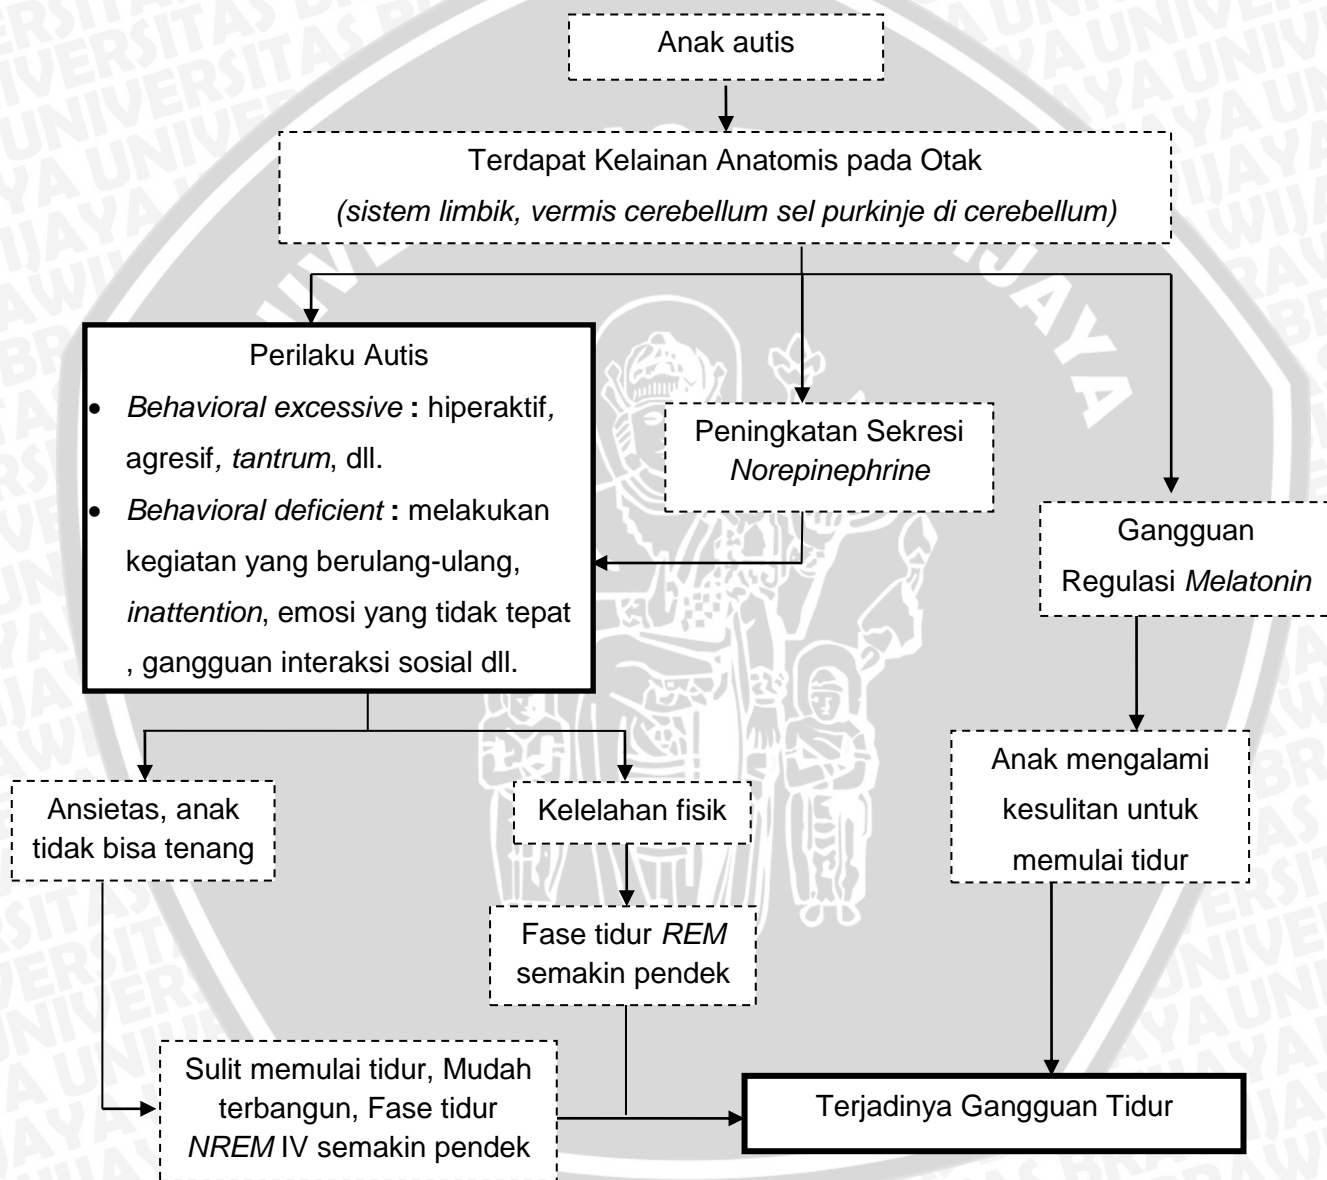 Anak autis
Terdapat Kelainan Anatomis pada Otak
(sistem limbik, vermis cerebellum sel purkinje di cerebellum)
Perilaku Autis
• Behavioral excessive : hiperaktif,
agresif, tantrum, dll.
• Behavioral deficient : melakukan
kegiatan yang berulang-ulang,
inattention, emosi yang tidak tepat
, gangguan interaksi sosial dll.
Peningkatan Sekresi
Norepinephrine
Gangguan
Regulasi Melatonin
Ansietas, anak
tidak bisa tenang
Kelelahan fisik
Anak mengalami
kesulitan untuk
memulai tidur
Fase tidur REM
semakin pendek
Sulit memulai tidur, Mudah
terbangun, Fase tidur
NREM IV semakin pendek
Terjadinya Gangguan Tidur